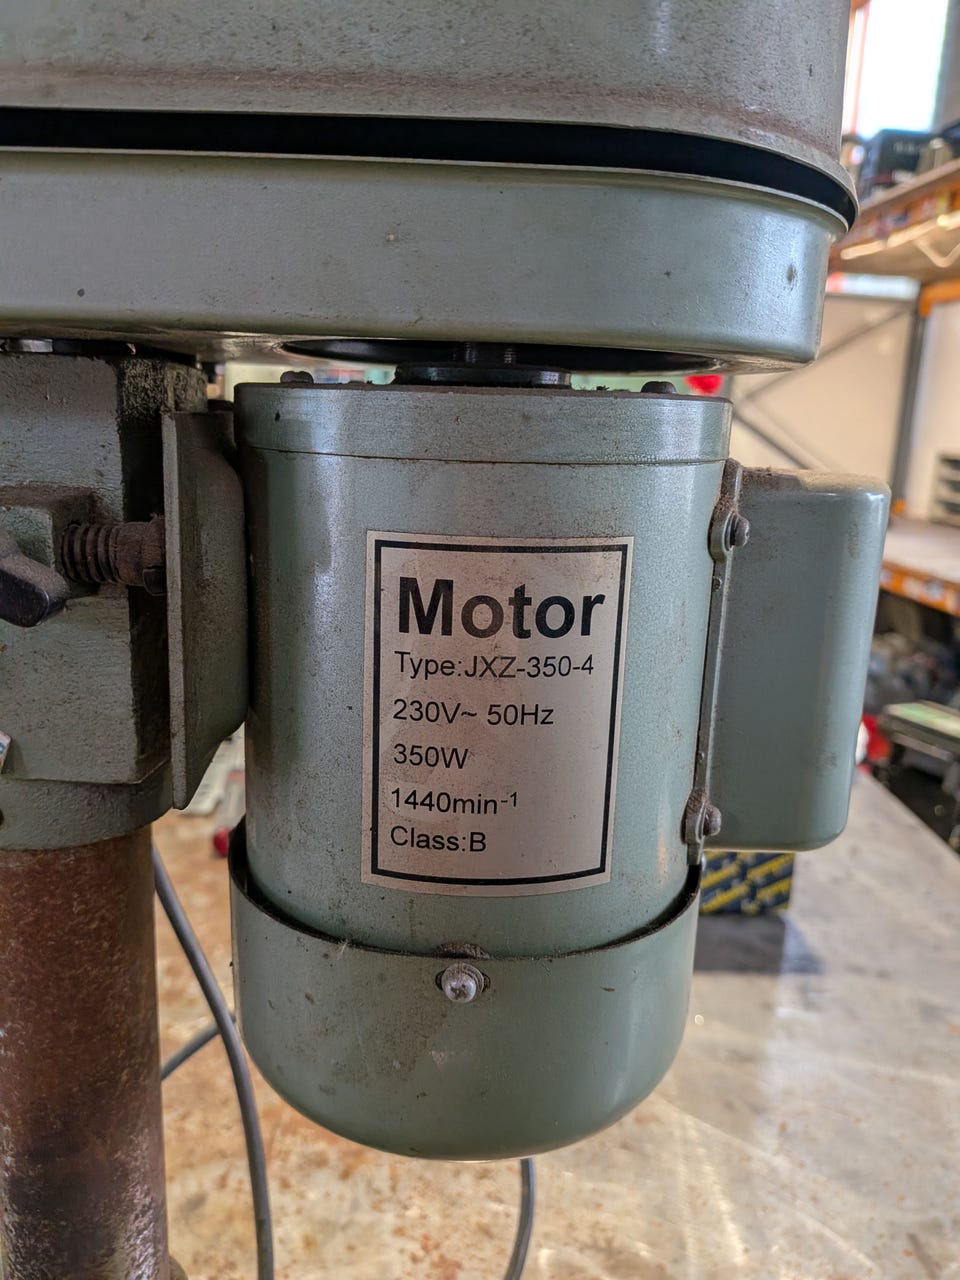 Motor
Type:JXZ-350-4
230V~ 50Hz
350W
1440min⁻¹
Class:B